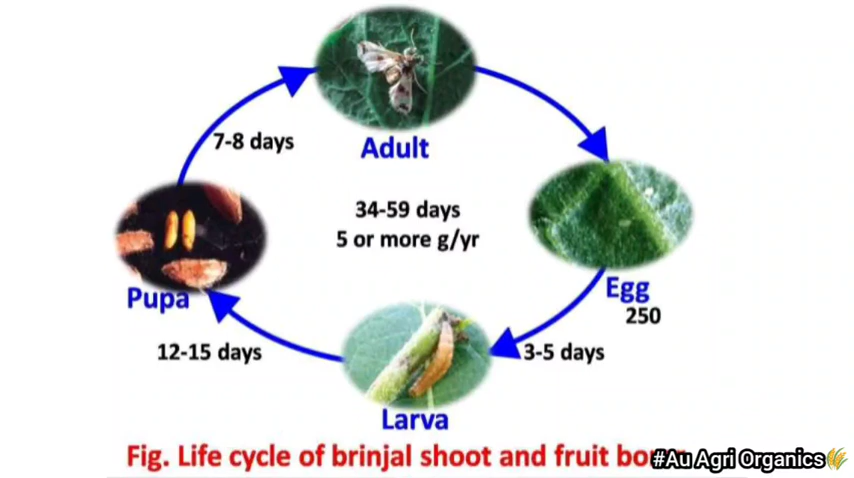 Adult
7-8 days
34-59 days
5 or more g/yr
Egg
250
Pupa
12-15 days
3-5 days
Larva
Fig. Life cycle of brinjal shoot and fruit
#Au Agri Organics🌾